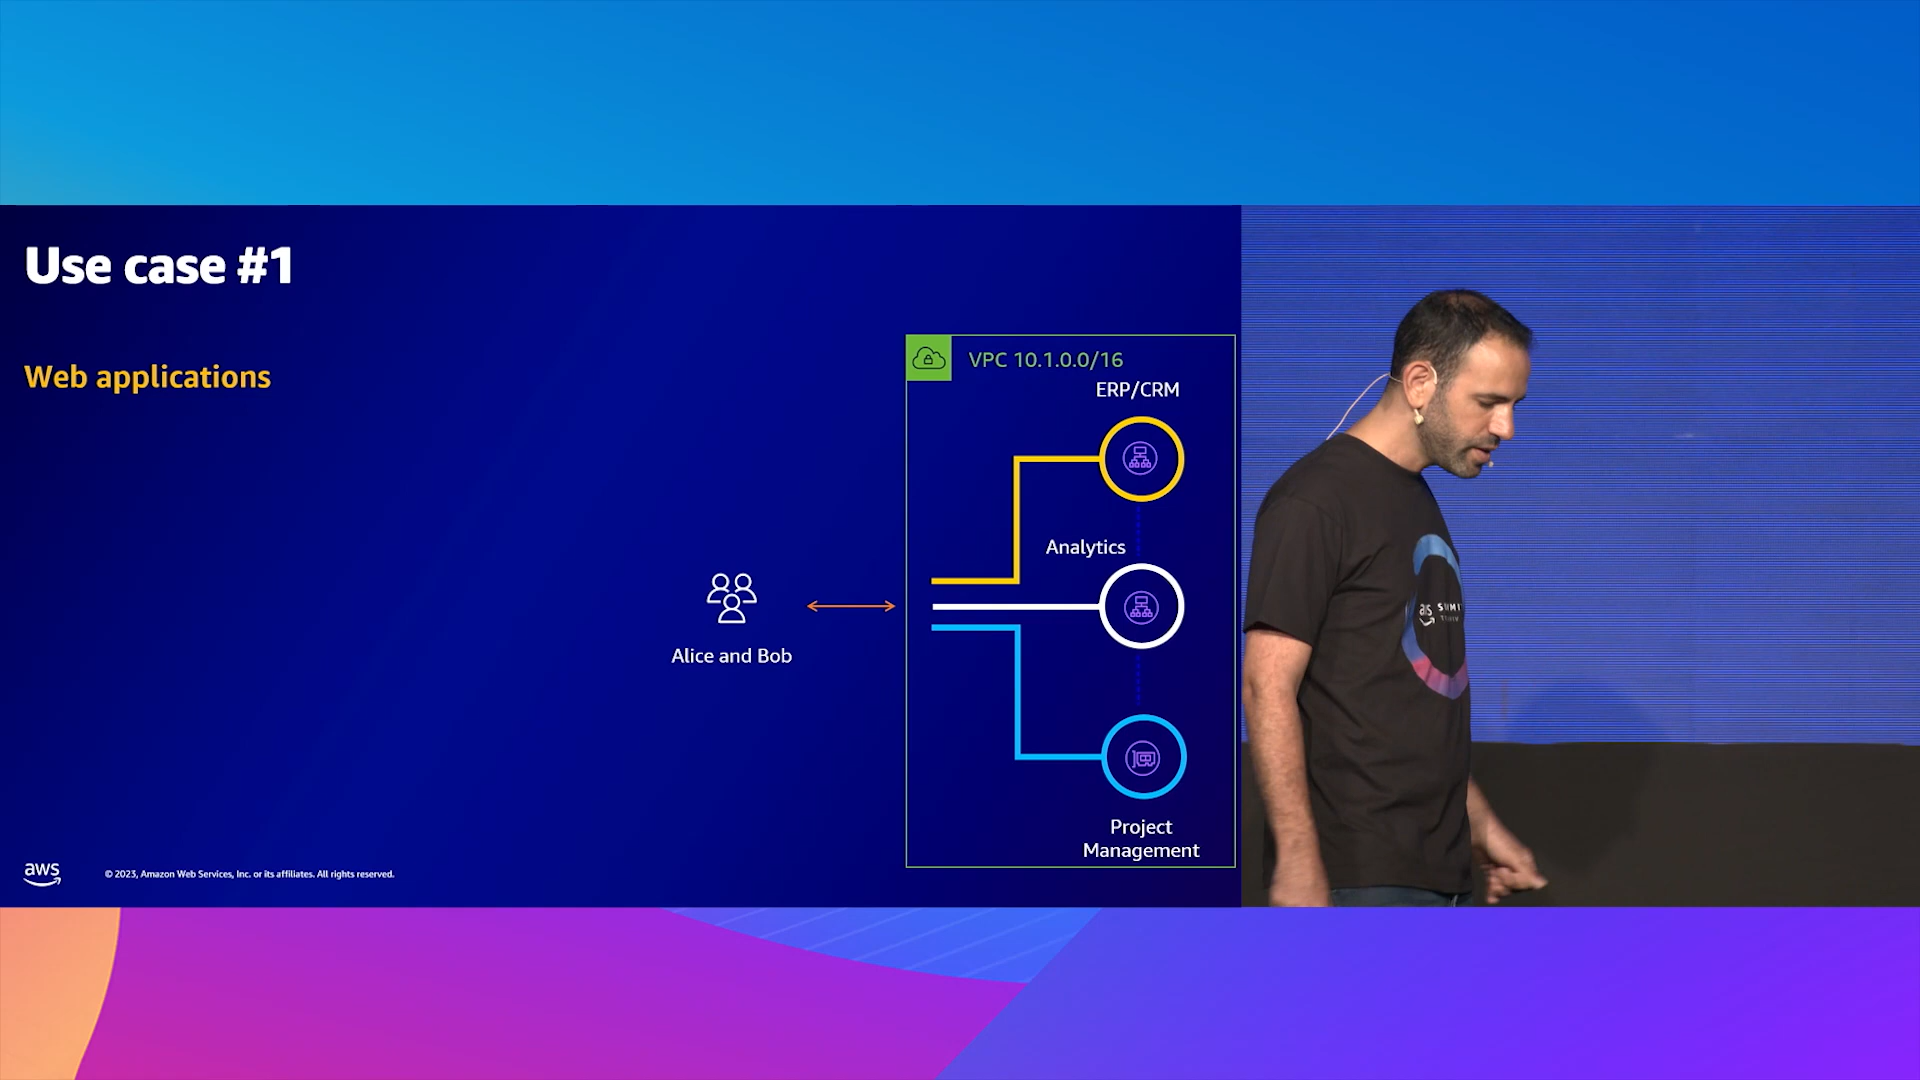 Use case #1
Web applications
VPC 10.1.0.0/16
ERP/CRM
Analytics
Alice and Bob
Project
Management
aws
© 2023, Amazon Web Services, Inc. or its affiliates. All rights reserved.
aws